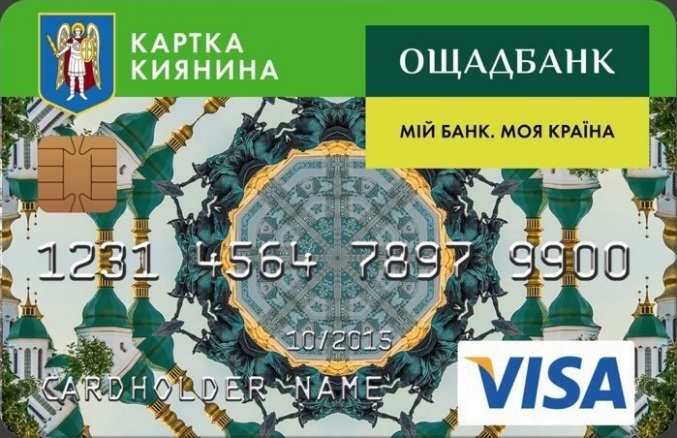 КАРТКА
КИЯНИНА
ОЩАДБАНК
МІЙ БАНК. МОЯ КРАЇНА
1231 4564 7897 9900
10/2015
CARDHOLDER NAME
VISA